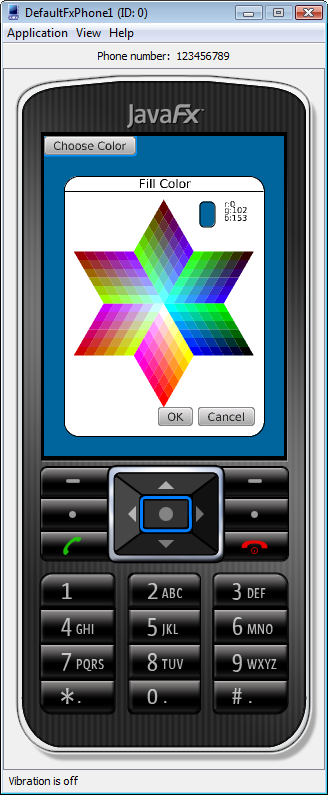 DefaultFxPhone1 (ID: 0)
Application View Help
Phone number: 123456789
JavaFx
Choose Color
Fill Color
r:0
g:102
b:153
OK Cancel
1 2 ABC 3 DEF
4 GHI 5 JKL 6 MNO
7 PQRS 8 TUV 9 WXYZ
* . 0 . # .
Vibration is off